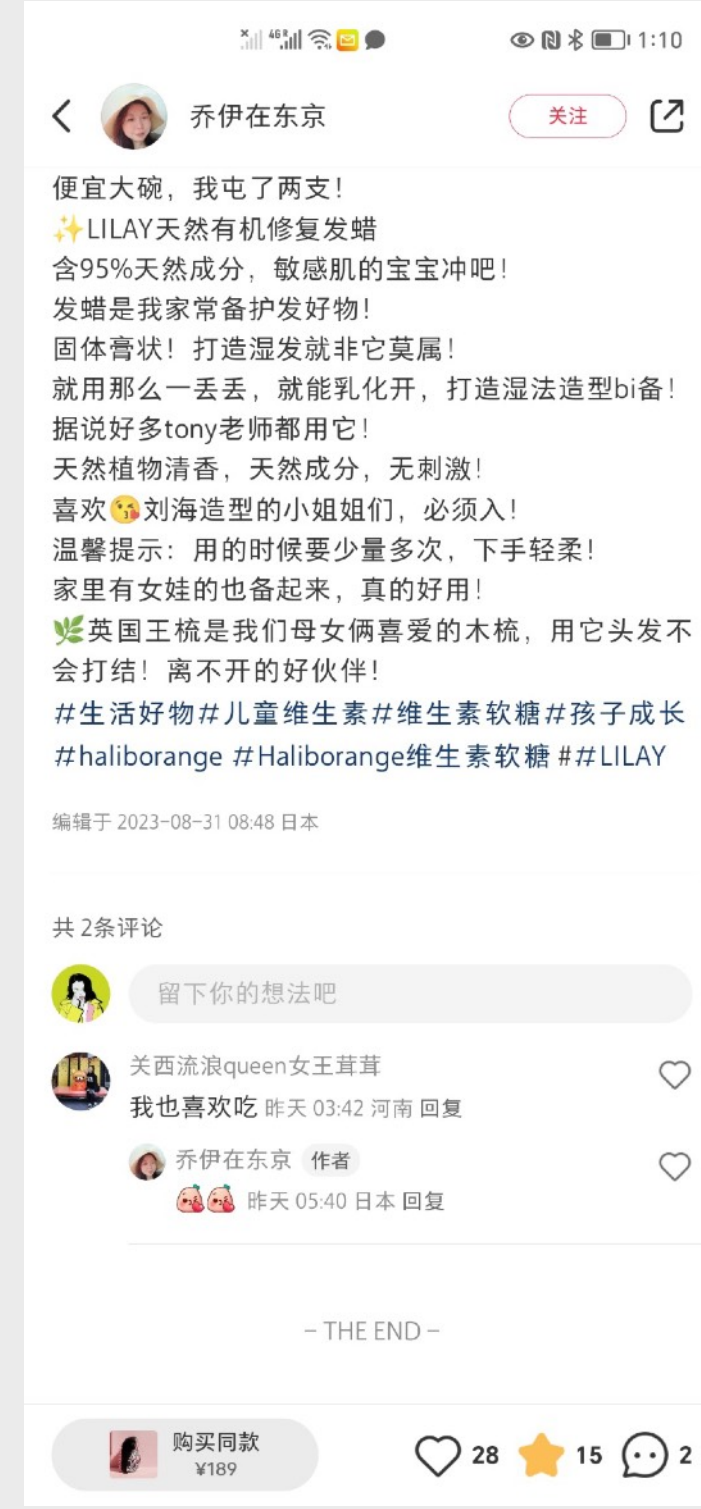 4GR
1:10
乔伊在东京
关注
便宜大碗，我屯了两支！
✨LILAY天然有机修复发蜡
含95%天然成分，敏感肌的宝宝冲吧！
发蜡是我家常备护发好物！
固体膏状！打造湿发就非它莫属！
就用那么一丢丢，就能乳化开，打造湿法造型bi备！
据说好多tony老师都用它！
天然植物清香，天然成分，无刺激！
喜欢😘刘海造型的小姐姐们，必须入！
温馨提示：用的时候要少量多次，下手轻柔！
家里有女娃的也备起来，真的好用！
🌿英国王梳是我们母女俩喜爱的木梳，用它头发不
会打结！离不开的好伙伴！
#生活好物#儿童维生素#维生素软糖#孩子成长
#haliborange #Haliborange维生素软糖 ##LILAY
编辑于 2023-08-31 08:48 日本
共 2条评论
留下你的想法吧
关西流浪queen女王茸茸
我也喜欢吃 昨天 03:42 河南 回复
乔伊在东京 作者
昨天 05:40 日本 回复
- THE END -
购买同款
¥189
28
15
2